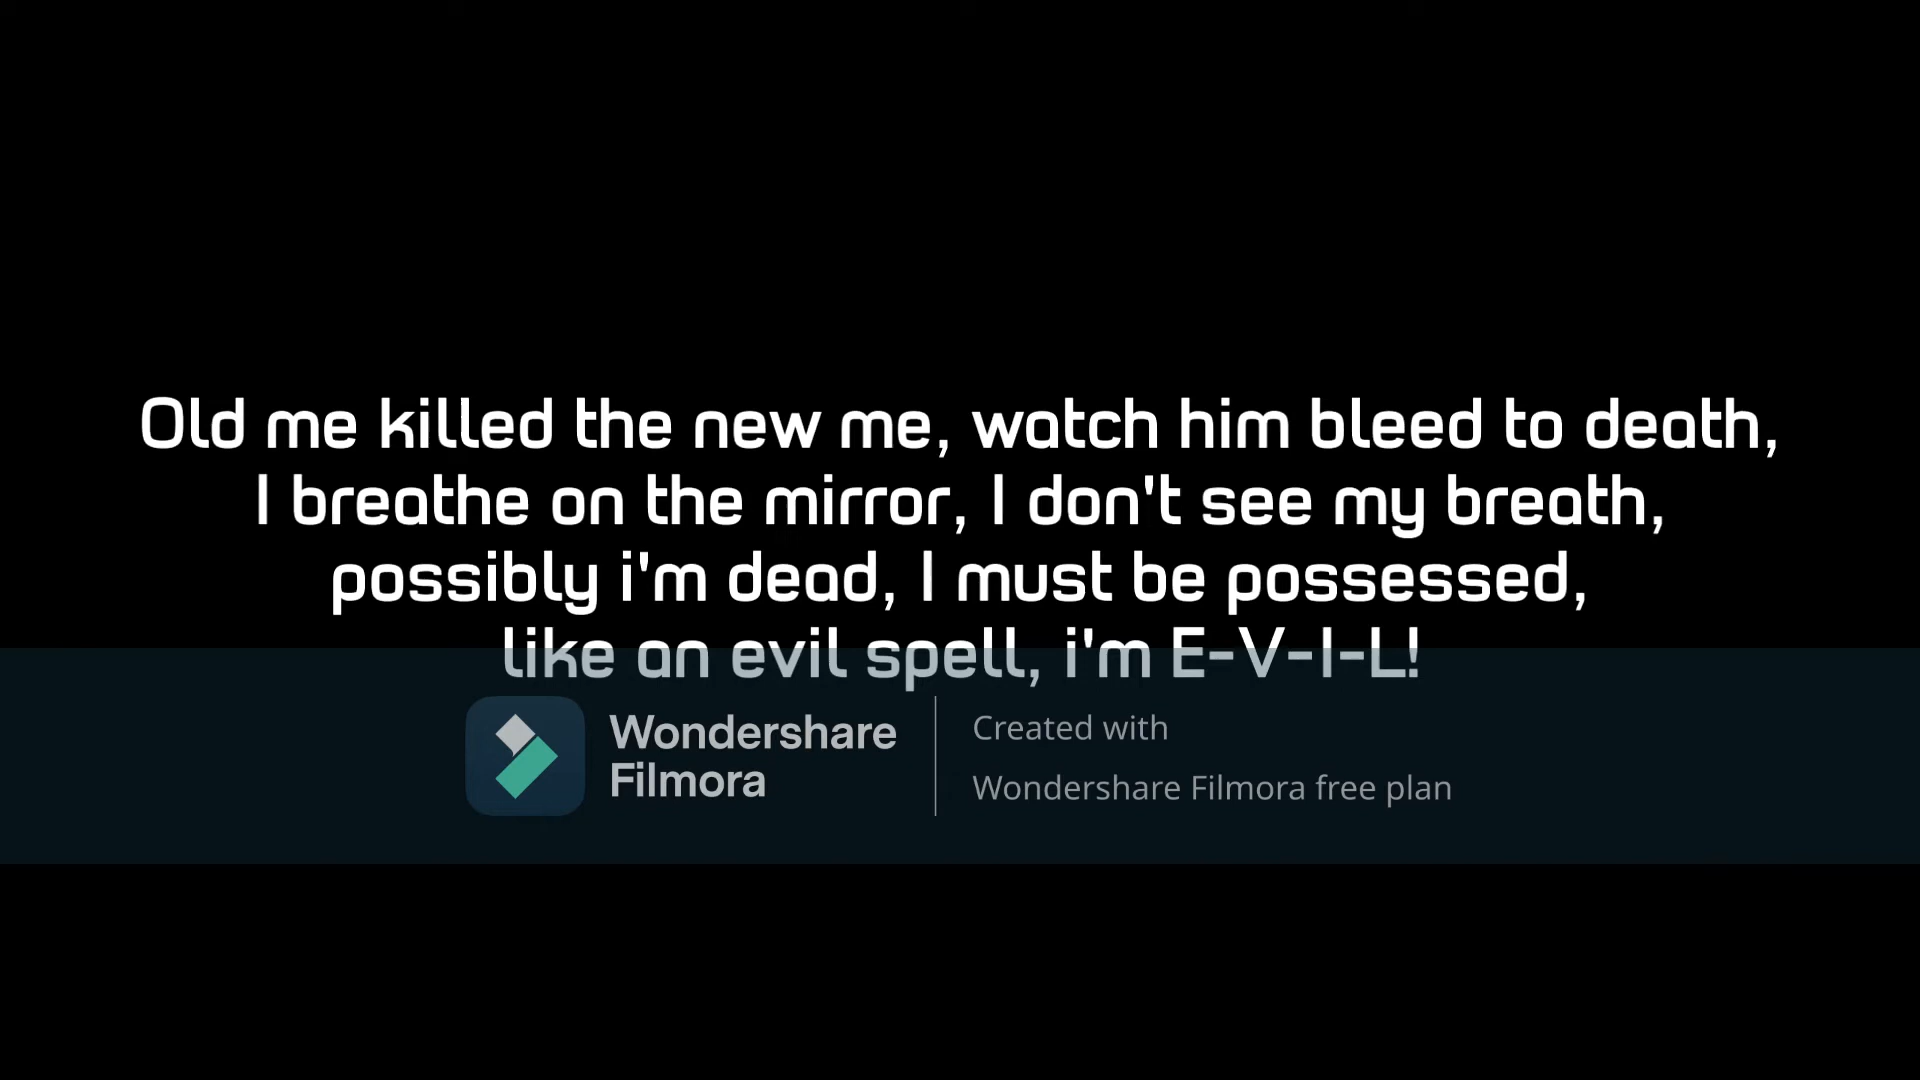 Old me killed the new me, watch him bleed to death,
I breathe on the mirror, I don't see my breath,
possibly i'm dead, I must be possessed,
like an evil spell, i'm E-V-I-L!
Wondershare
Filmora
Created with
Wondershare Filmora free plan